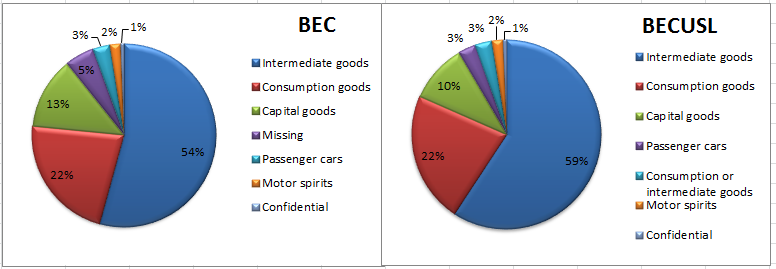 BEC
1%
2%
3%
5%
13%
22%
54%
Intermediate goods
Consumption goods
Capital goods
Missing
Passenger cars
Motor spirits
Confidential
BECUSL
1%
2%
3%
3%
10%
22%
59%
Intermediate goods
Consumption goods
Capital goods
Passenger cars
Consumption or
intermediate goods
Motor spirits
Confidential